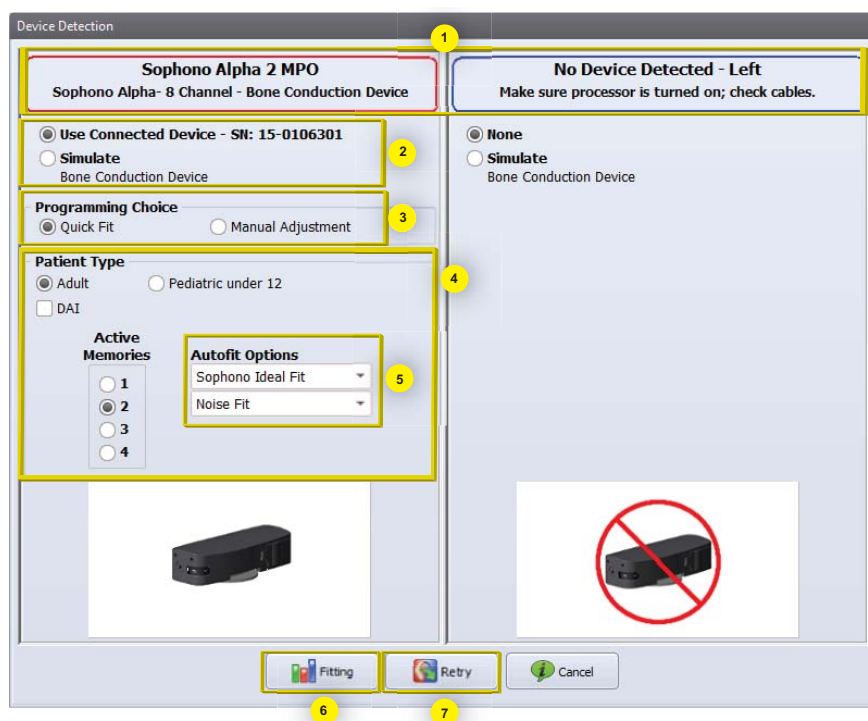 Device Detection
1
Sophono Alpha 2 MPO
Sophono Alpha- 8 Channel - Bone Conduction Device
No Device Detected - Left
Make sure processor is turned on; check cables.
Use Connected Device - SN: 15-0106301
Simulate
Bone Conduction Device
2
None
Simulate
Bone Conduction Device
Programming Choice
Quick Fit
Manual Adjustment
3
Patient Type
Adult
Pediatric under 12
4
DAI
Active
Memories
1
2
3
4
Autofit Options
Sophono Ideal Fit
Noise Fit
5
Fitting
Retry
Cancel
6
7